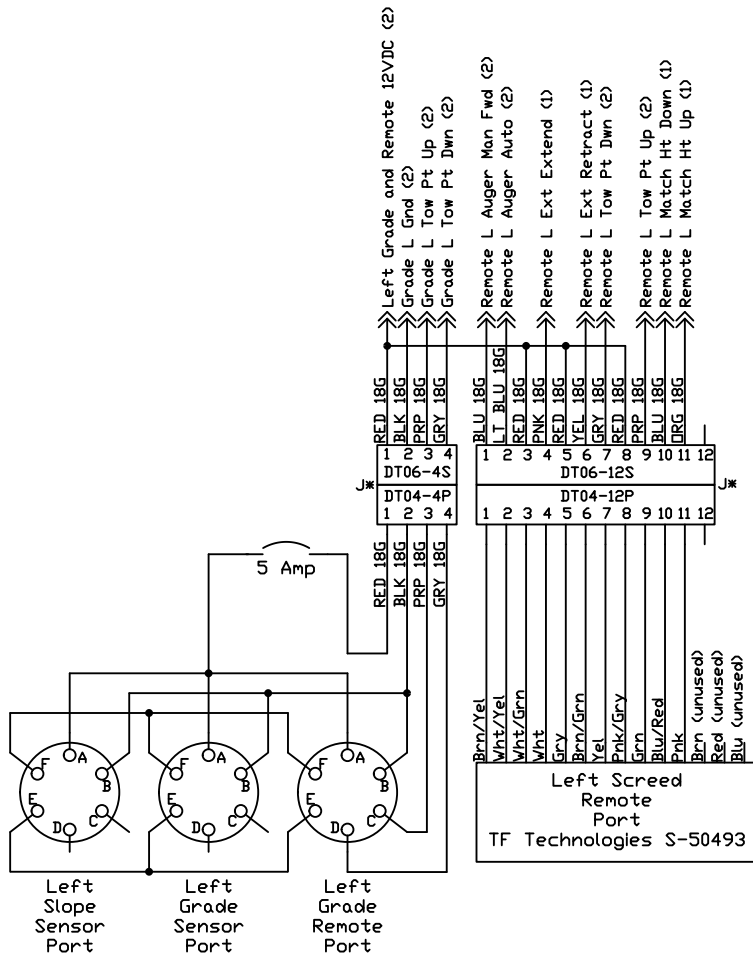 Left Grade and Remote 12VDC (2)
Grade L Gnd (2)
Grade L Tow Pt Up (2)
Grade L Tow Pt Dwn (2)
Remote L Auger Man Fwd (2)
Remote L Auger Auto (2)
Remote L Ext Extend (1)
Remote L Ext Retract (1)
Remote L Tow Pt Dwn (2)
Remote L Tow Pt Up (2)
Remote L Match Ht Down (1)
Remote L Match Ht Up (1)
RED 18G
BLK 18G
PRP 18G
GRY 18G
BLU 18G
LT BLU 18G
RED 18G
PNK 18G
RED 18G
YEL 18G
GRY 18G
RED 18G
PRP 18G
BLU 18G
ORG 18G
1 2 3 4
DT06-4S
J*
DT04-4P
1 2 3 4
1 2 3 4 5 6 7 8 9 10 11 12
DT06-12S
J*
DT04-12P
1 2 3 4 5 6 7 8 9 10 11 12
RED 18G
BLK 18G
PRP 18G
GRY 18G
5 Amp
Brn/Yel
Wht/Yel
Wht/Grn
Wht
Gry
Brn/Grn
Yel
Pnk/Gry
Grn
Blu/Red
Pnk
Brn (unused)
Red (unused)
Blu (unused)
A
B
C
D
E
F
A
B
C
D
E
F
A
B
C
D
E
F
Left
Slope
Sensor
Port
Left
Grade
Sensor
Port
Left
Grade
Remote
Port
Left Screed
Remote
Port
TF Technologies S-50493